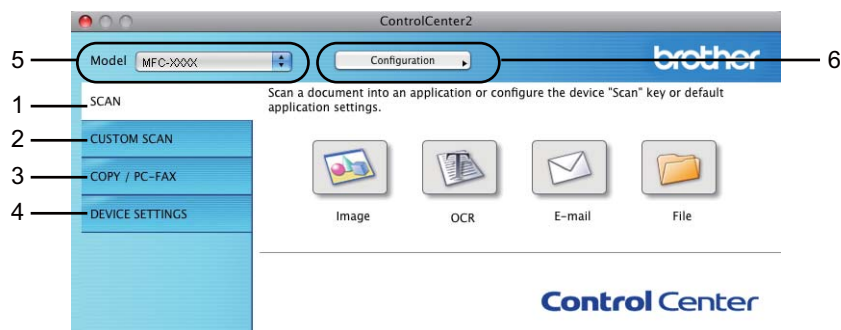 ControlCenter2
5
Model MFC-XXXX
Configuration
brother
6
1
SCAN
Scan a document into an application or configure the device "Scan" key or default
application settings.
2
CUSTOM SCAN
3
COPY / PC-FAX
4
DEVICE SETTINGS
Image
OCR
E-mail
File
Control Center